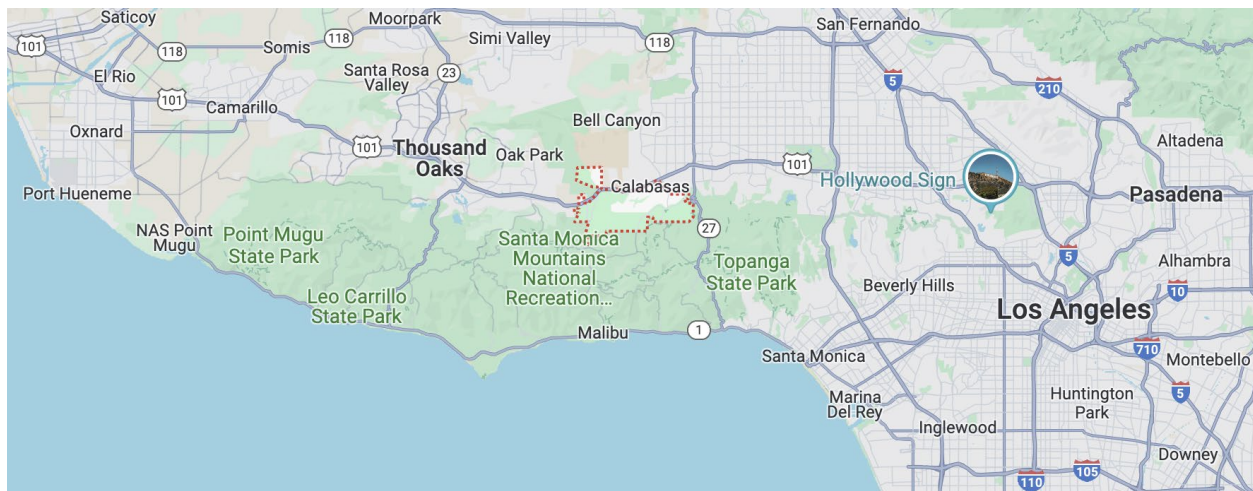 Saticoy
Moorpark
San Fernando
101
118
Somis
118
Simi Valley
118
5
210
El Rio
Santa Rosa
Valley
23
101
Camarillo
Bell Canyon
Oxnard
101
Thousand
Oaks
Oak Park
101
Altadena
Port Hueneme
Calabasas
Hollywood Sign
Pasadena
NAS Point
Mugu
Point Mugu
State Park
Santa Monica
Mountains
National
Recreation...
27
Topanga
State Park
5
Alhambra
Leo Carrillo
State Park
Beverly Hills
10
Los Angeles
Malibu
1
Santa Monica
710
Montebello
Marina
Del Rey
Huntington
Park
5
Inglewood
Downey
110
105